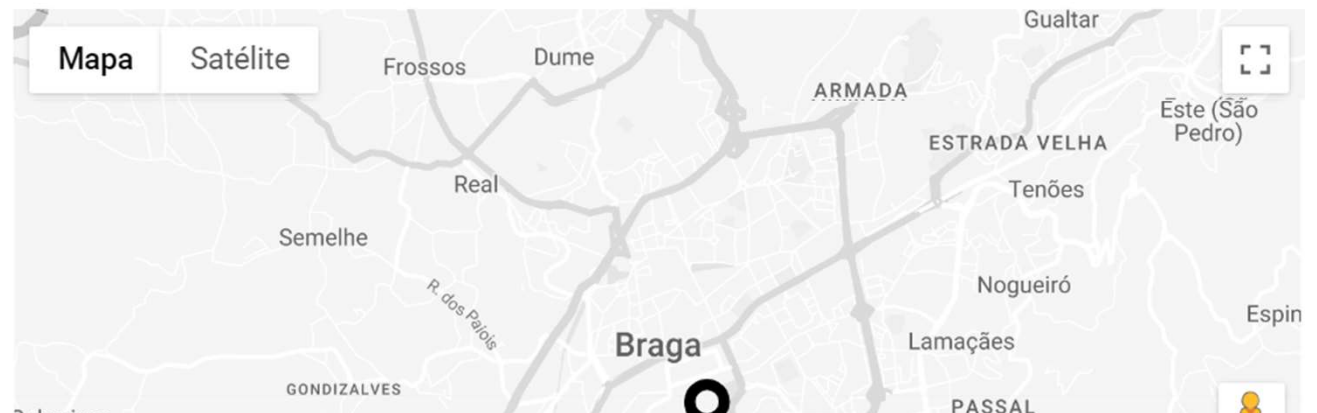 Gualtar
Mapa
Satélite
Dume
Frossos
ARMADA
Este (São
Pedro)
ESTRADA VELHA
Real
Tenões
Semelhe
Nogueiró
R. dos Paiois
Espin
Braga
Lamaçães
GONDIZALVES
PASSAL